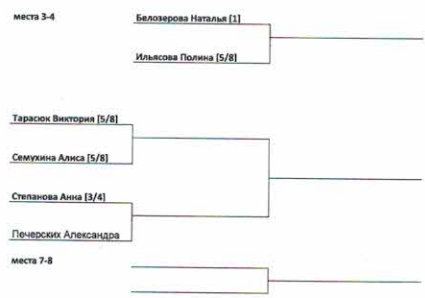 места 3-4
Белозерова Наталья [1]
Ильясова Полина [5/8]
Тарасюк Виктория [5/8]
Семухина Алиса [5/8]
Степанова Анна [3/4]
Печерских Александра
места 7-8